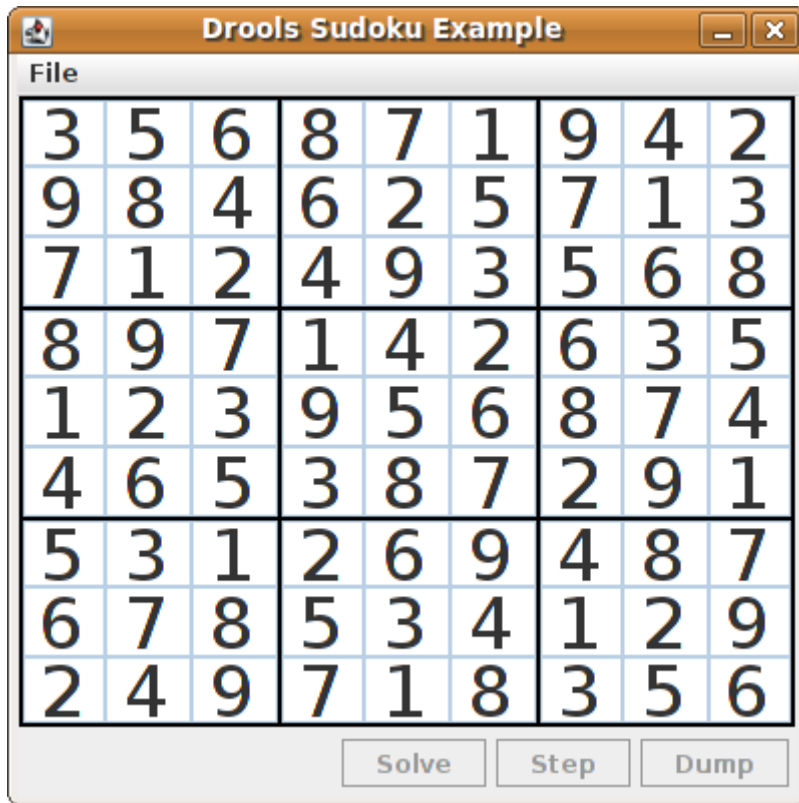 Drools Sudoku Example
File
3 5 6 8 7 1 9 4 2
9 8 4 6 2 5 7 1 3
7 1 2 4 9 3 5 6 8
8 9 7 1 4 2 6 3 5
1 2 3 9 5 6 8 7 4
4 6 5 3 8 7 2 9 1
5 3 1 2 6 9 4 8 7
6 7 8 5 3 4 1 2 9
2 4 9 7 1 8 3 5 6
Solve Step Dump